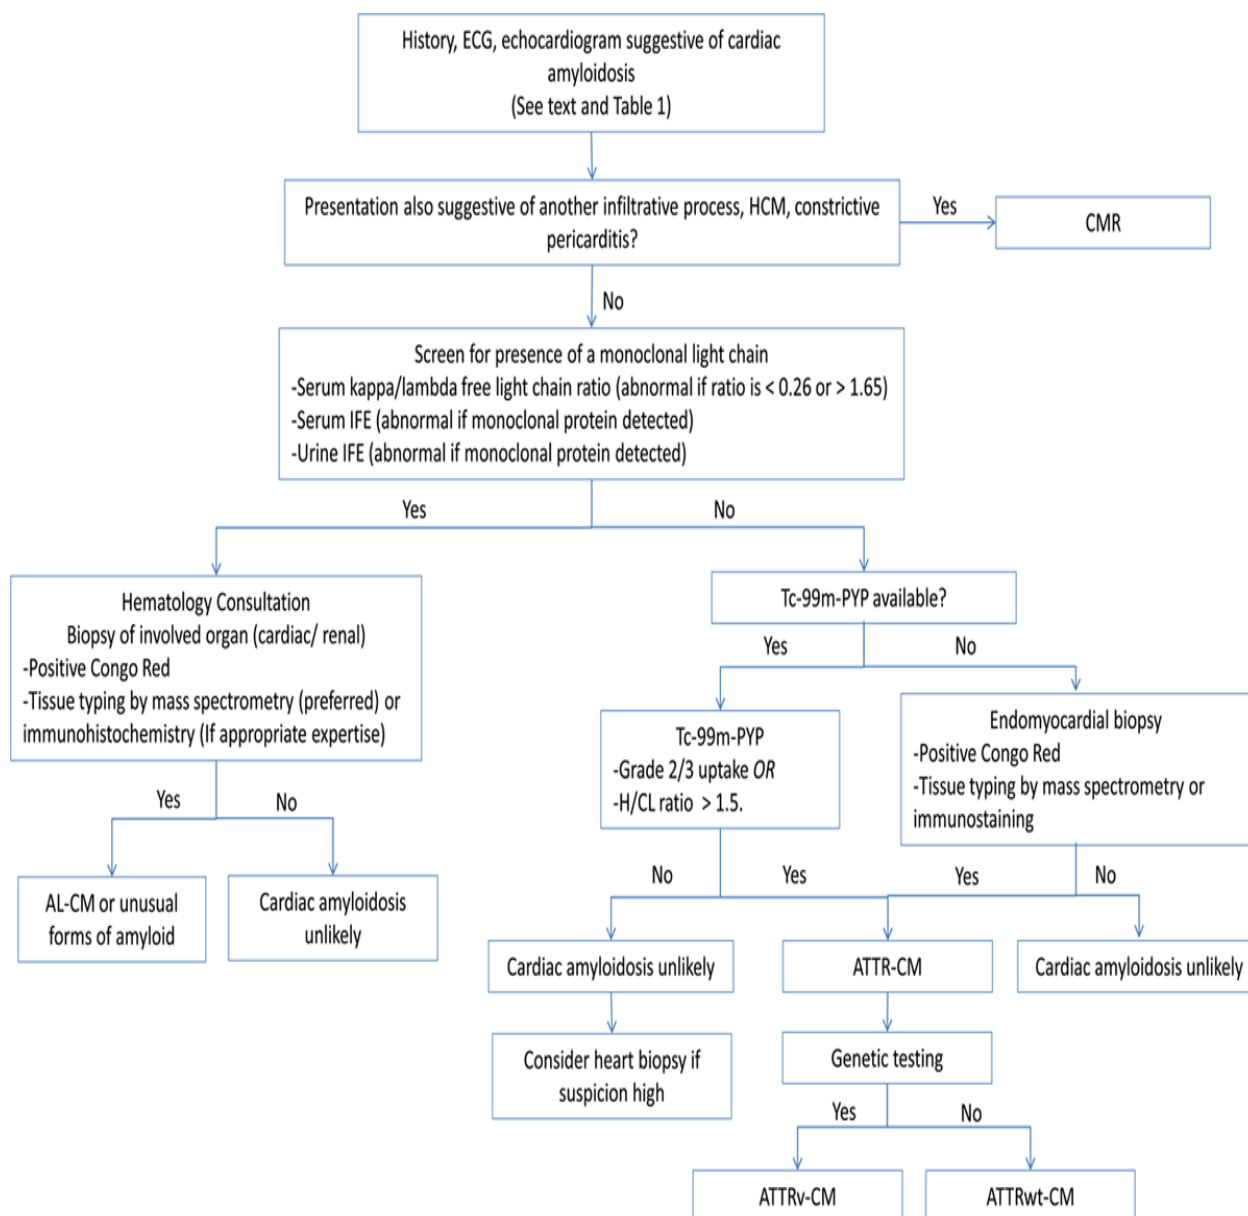 History, ECG, echocardiogram suggestive of cardiac
amyloidosis
(See text and Table 1)
Presentation also suggestive of another infiltrative process, HCM, constrictive
pericarditis?
Yes
CMR
No
Screen for presence of a monoclonal light chain
-Serum kappa/lambda free light chain ratio (abnormal if ratio is < 0.26 or > 1.65)
-Serum IFE (abnormal if monoclonal protein detected)
-Urine IFE (abnormal if monoclonal protein detected)
Yes
No
Hematology Consultation
Biopsy of involved organ (cardiac/ renal)
-Positive Congo Red
-Tissue typing by mass spectrometry (preferred) or
immunohistochemistry (If appropriate expertise)
Yes
No
AL-CM or unusual
forms of amyloid
Cardiac amyloidosis
unlikely
Tc-99m-PYP available?
Yes
No
Tc-99m-PYP
-Grade 2/3 uptake OR
-H/CL ratio > 1.5.
Endomyocardial biopsy
-Positive Congo Red
-Tissue typing by mass spectrometry or
immunostaining
No
Yes
Yes
No
Cardiac amyloidosis unlikely
ATTR-CM
Cardiac amyloidosis unlikely
Consider heart biopsy if
suspicion high
Genetic testing
Yes
No
ATTRv-CM
ATTRwt-CM